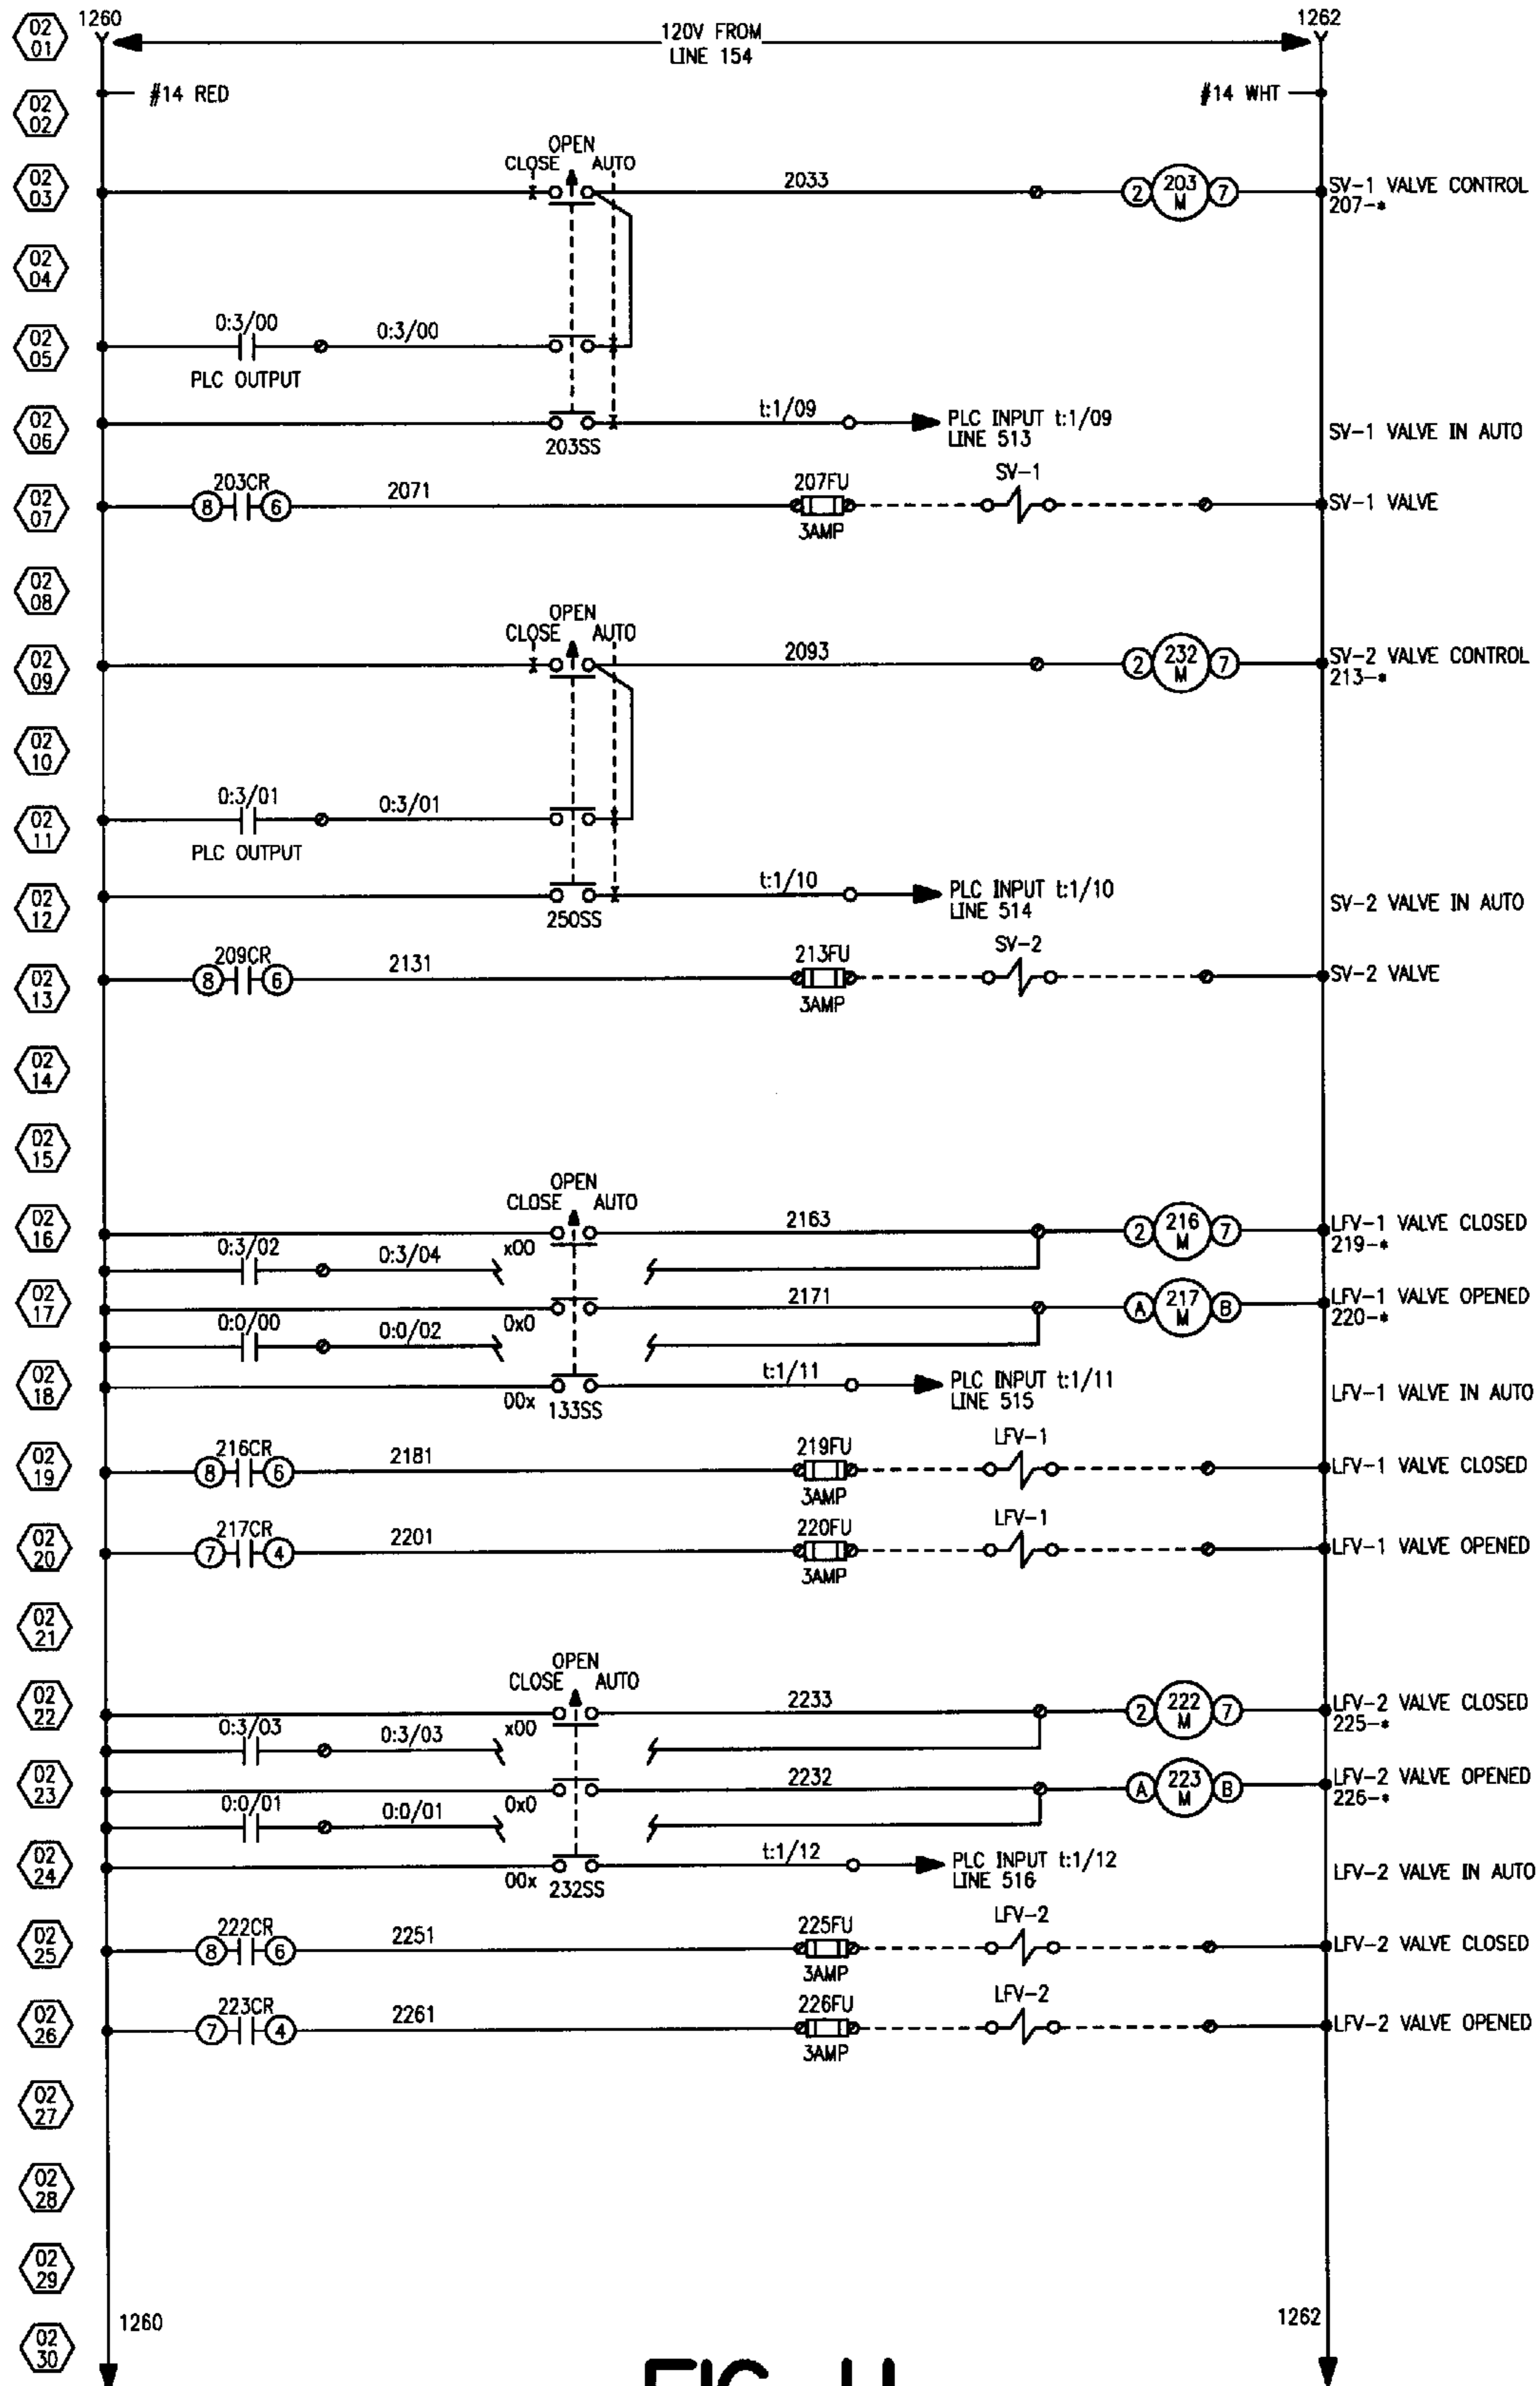 02 01
1260
120V FROM
LINE 154
1262
#14 RED
#14 WHT
02 02
OPEN
CLOSE AUTO
02 03
2033
2 203 M 7
SV-1 VALVE CONTROL
207-*
02 04
02 05
0:3/00
0:3/00
PLC OUTPUT
02 06
203SS
t:1/09
PLC INPUT t:1/09
LINE 513
SV-1 VALVE IN AUTO
02 07
203CR
8 6
2071
207FU
3AMP
SV-1
SV-1 VALVE
02 08
OPEN
CLOSE AUTO
02 09
2093
2 232 M 7
SV-2 VALVE CONTROL
213-*
02 10
02 11
0:3/01
0:3/01
PLC OUTPUT
02 12
250SS
t:1/10
PLC INPUT t:1/10
LINE 514
SV-2 VALVE IN AUTO
02 13
209CR
8 6
2131
213FU
3AMP
SV-2
SV-2 VALVE
02 14
02 15
OPEN
CLOSE AUTO
02 16
2163
2 216 M 7
LFV-1 VALVE CLOSED
219-*
0:3/02
0:3/04
x00
02 17
2171
A 217 M B
LFV-1 VALVE OPENED
220-*
0x0
0:0/00
0:0/02
02 18
00x
133SS
t:1/11
PLC INPUT t:1/11
LINE 515
LFV-1 VALVE IN AUTO
02 19
216CR
8 6
2181
219FU
3AMP
LFV-1
LFV-1 VALVE CLOSED
02 20
217CR
7 4
2201
220FU
3AMP
LFV-1
LFV-1 VALVE OPENED
02 21
OPEN
CLOSE AUTO
02 22
2233
2 222 M 7
LFV-2 VALVE CLOSED
225-*
0:3/03
0:3/03
x00
02 23
2232
A 223 M B
LFV-2 VALVE OPENED
226-*
0:0/01
0:0/01
0x0
02 24
00x
232SS
t:1/12
PLC INPUT t:1/12
LINE 516
LFV-2 VALVE IN AUTO
02 25
222CR
8 6
2251
225FU
3AMP
LFV-2
LFV-2 VALVE CLOSED
02 26
223CR
7 4
2261
226FU
3AMP
LFV-2
LFV-2 VALVE OPENED
02 27
02 28
02 29
1260
1262
02 30